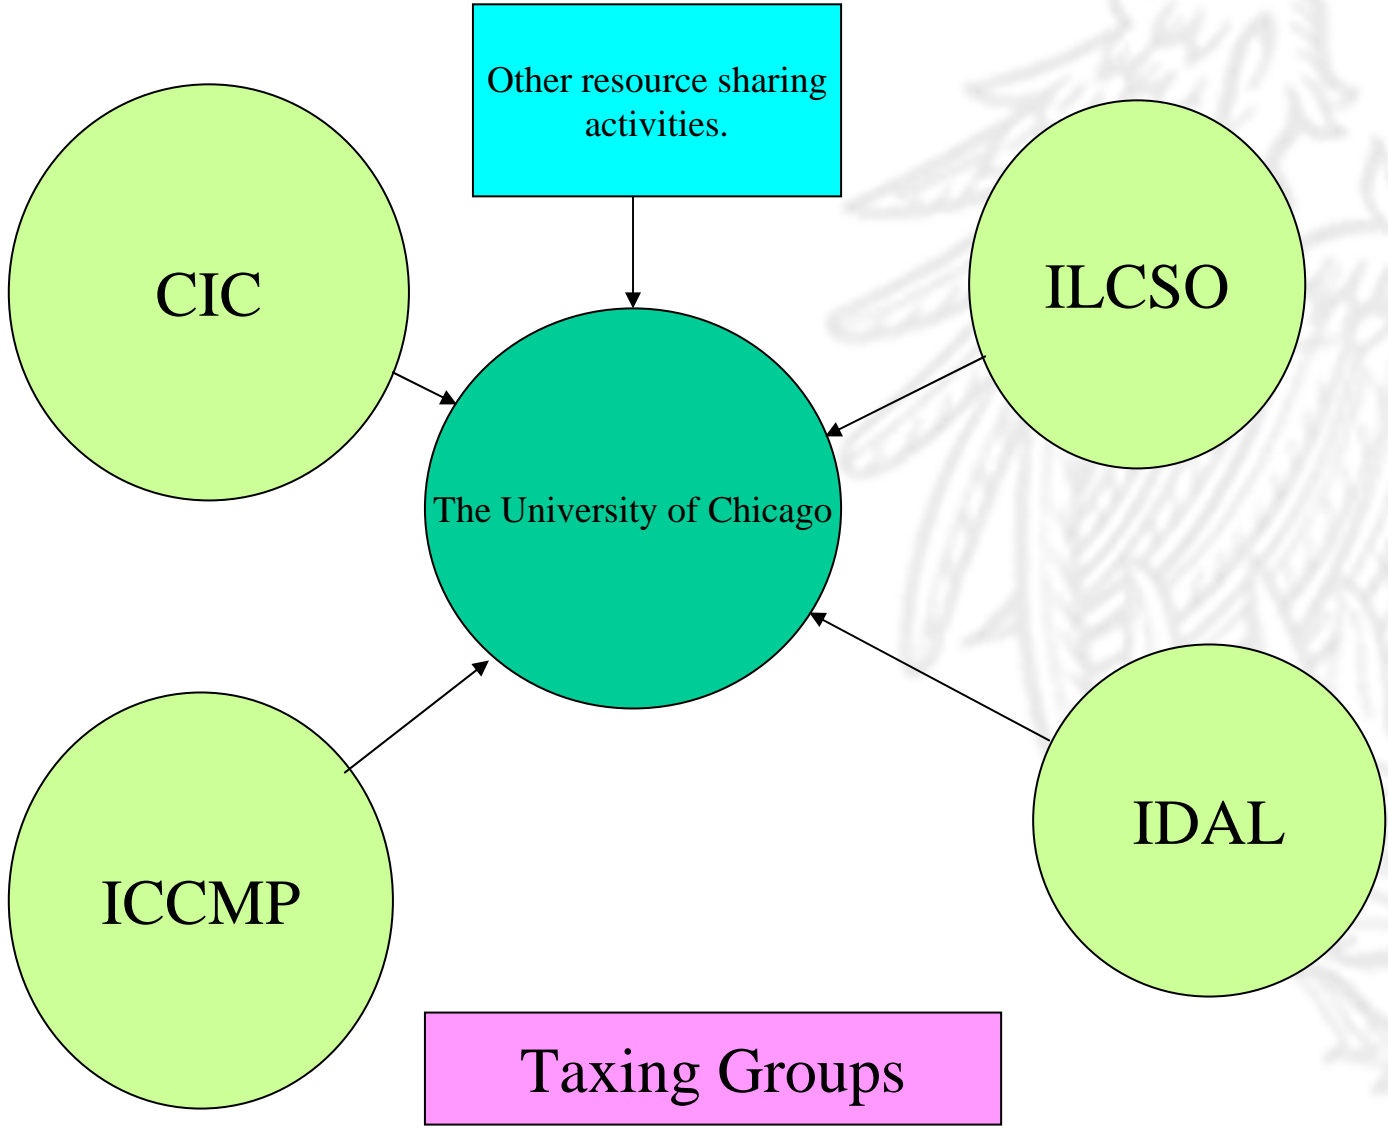 Other resource sharing
activities.
CIC
ILCSO
The University of Chicago
IDAL
ICCMP
Taxing Groups